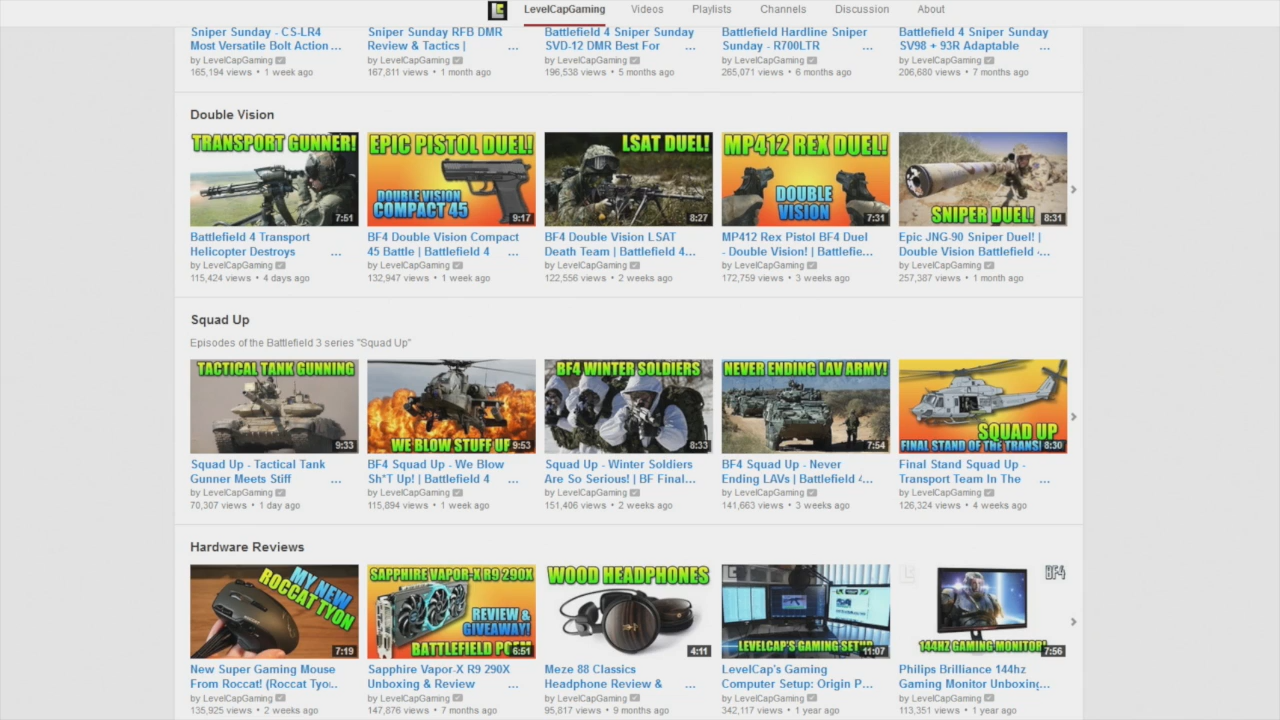 LevelCapGaming Videos Playlists Channels Discussion About
Sniper Sunday - CS-LR4
Most Versatile Bolt Action ...
by LevelCapGaming
165,194 views • 1 week ago
Sniper Sunday RFB DMR
Review & Tactics | ...
by LevelCapGaming
167,811 views • 1 month ago
Battlefield 4 Sniper Sunday
SVD-12 DMR Best For ...
by LevelCapGaming
196,538 views • 5 months ago
Battlefield Hardline Sniper
Sunday - R700LTR ...
by LevelCapGaming
265,071 views • 6 months ago
Battlefield 4 Sniper Sunday
SV98 + 93R Adaptable ...
by LevelCapGaming
206,680 views • 7 months ago
Double Vision
TRANSPORT GUNNER!
7:51
Battlefield 4 Transport
Helicopter Destroys ...
by LevelCapGaming
115,424 views • 4 days ago
EPIC PISTOL DUEL!
DOUBLE VISION
COMPACT 45
9:17
BF4 Double Vision Compact
45 Battle | Battlefield 4 ...
by LevelCapGaming
132,947 views • 1 week ago
LSAT DUEL!
8:27
BF4 Double Vision LSAT
Death Team | Battlefield 4...
by LevelCapGaming
122,556 views • 2 weeks ago
MP412 REX DUEL!
DOUBLE
VISION
7:31
MP412 Rex Pistol BF4 Duel
- Double Vision! | Battlefie...
by LevelCapGaming
172,759 views • 3 weeks ago
SNIPER DUEL!
8:31
Epic JNG-90 Sniper Duel! |
Double Vision Battlefield ...
by LevelCapGaming
257,387 views • 1 month ago
Squad Up
Episodes of the Battlefield 3 series "Squad Up"
TACTICAL TANK GUNNING
9:33
Squad Up - Tactical Tank
Gunner Meets Stiff ...
by LevelCapGaming
70,307 views • 1 day ago
WE BLOW STUFF UP
9:53
BF4 Squad Up - We Blow
Sh*T Up! | Battlefield 4 ...
by LevelCapGaming
115,894 views • 1 week ago
BF4 WINTER SOLDIERS
8:33
Squad Up - Winter Soldiers
Are So Serious! | BF Final...
by LevelCapGaming
151,406 views • 2 weeks ago
NEVER ENDING LAV ARMY!
7:54
BF4 Squad Up - Never
Ending LAVs | Battlefield 4...
by LevelCapGaming
141,663 views • 3 weeks ago
SQUAD UP
FINAL STAND OF THE TRANS
8:30
Final Stand Squad Up -
Transport Team In The ...
by LevelCapGaming
126,324 views • 4 weeks ago
Hardware Reviews
MY NEW
ROCCAT TYON
7:19
New Super Gaming Mouse
From Roccat! (Roccat Tyo...
by LevelCapGaming
135,925 views • 2 weeks ago
SAPPHIRE VAPOR-X R9 290X
REVIEW &
GIVEAWAY!
BATTLEFIELD PC
6:51
Sapphire Vapor-X R9 290X
Unboxing & Review ...
by LevelCapGaming
147,876 views • 7 months ago
WOOD HEADPHONES
4:11
Meze 88 Classics
Headphone Review & ...
by LevelCapGaming
95,817 views • 9 months ago
LEVELCAP'S GAMING SETUP
11:07
LevelCap's Gaming
Computer Setup: Origin P...
by LevelCapGaming
342,117 views • 1 year ago
BF4
144HZ GAMING MONITOR!
7:56
Philips Brilliance 144hz
Gaming Monitor Unboxin...
by LevelCapGaming
113,351 views • 1 year ago